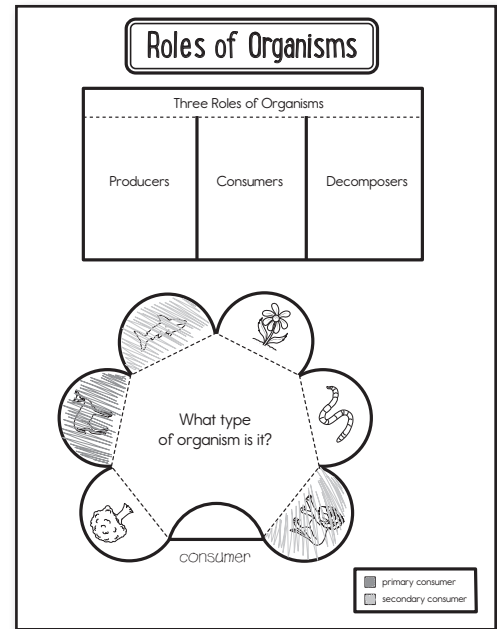 Roles of Organisms
Three Roles of Organisms
Producers
Consumers
Decomposers
What type
of organism is it?
consumer
primary consumer
secondary consumer